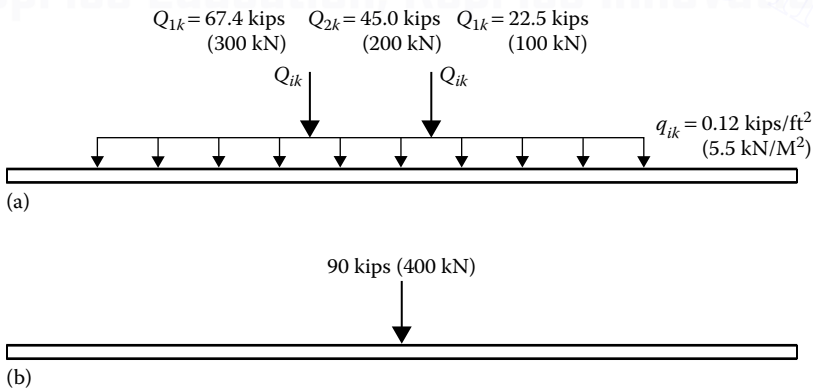 Q1k = 67.4 kips Q2k = 45.0 kips Q1k = 22.5 kips
(300 kN) (200 kN) (100 kN)
Qik Qik
qik = 0.12 kips/ft²
(5.5 kN/M²)
(a)
90 kips (400 kN)
(b)